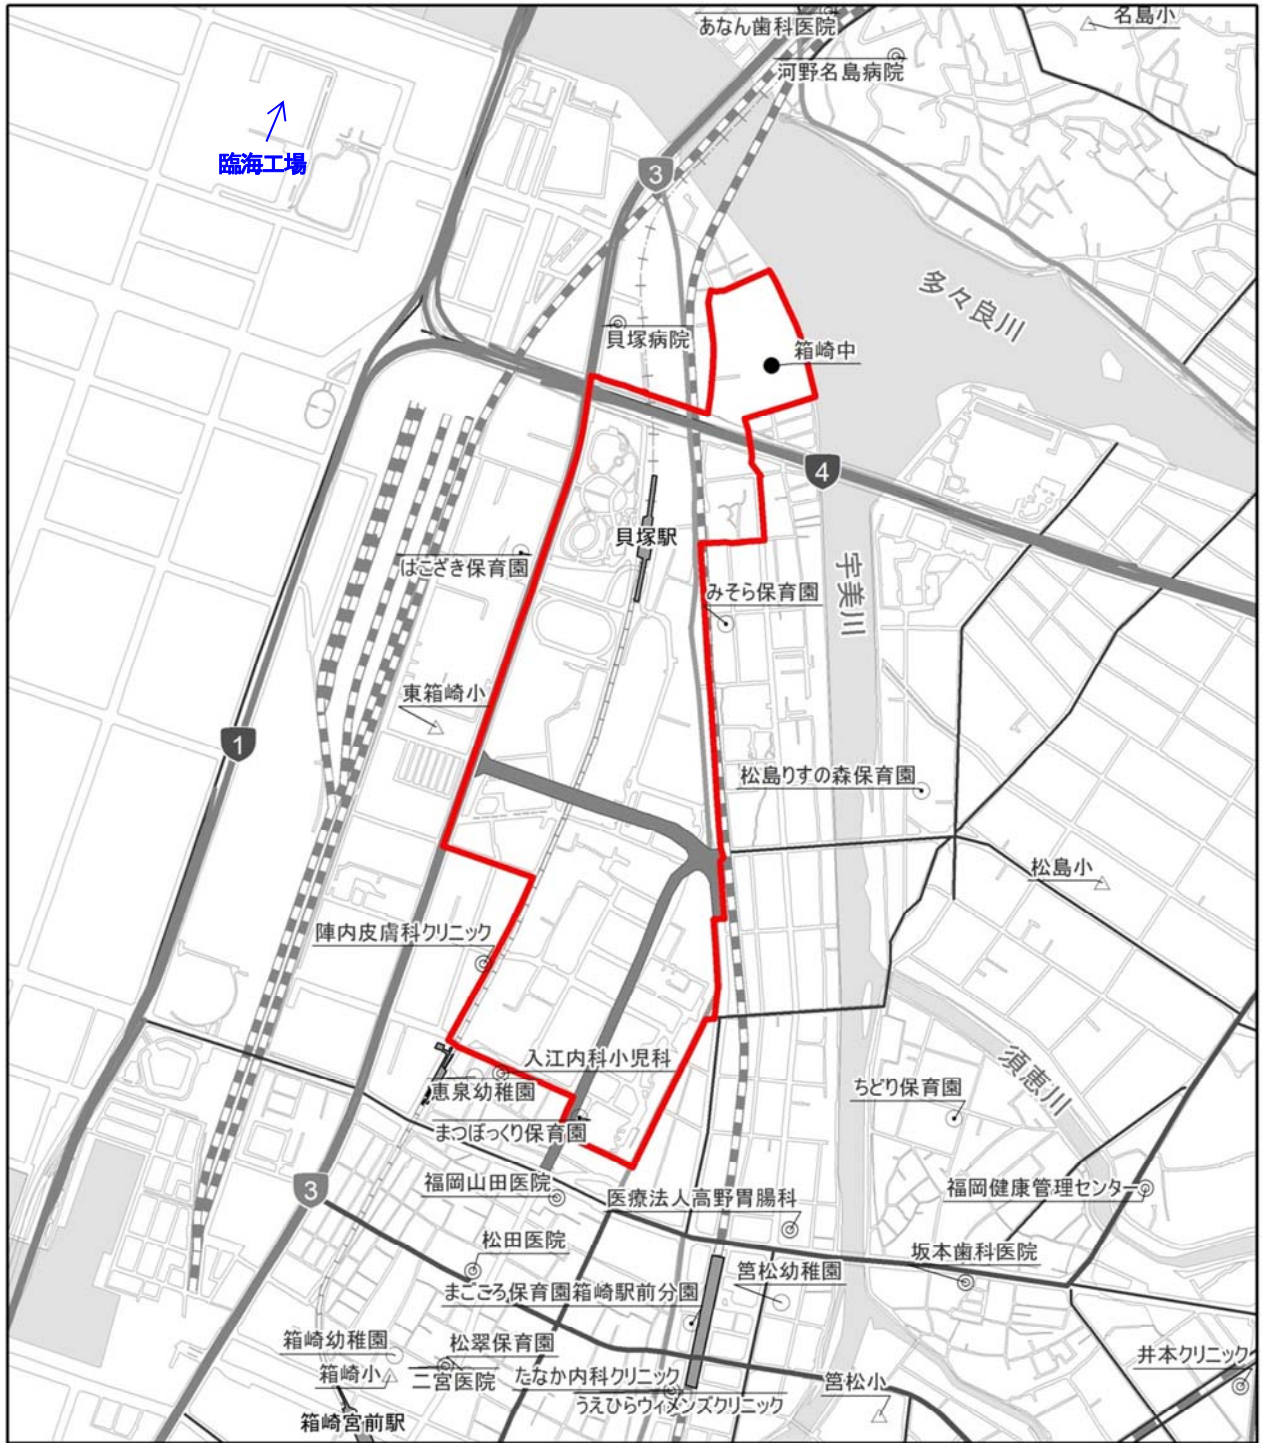 あなん歯科医院
名島小
河野名島病院
臨海工場
3
多々良川
貝塚病院
箱崎中
4
貝塚駅
はこざき保育園
宇美川
みそら保育園
東箱崎小
1
松島りすの森保育園
松島小
陣内皮膚科クリニック
入江内科小児科
恵泉幼稚園
須恵川
ちどり保育園
まつぼっくり保育園
3
福岡山田医院
医療法人高野胃腸科
福岡健康管理センター
松田医院
坂本歯科医院
筥松幼稚園
まごころ保育園箱崎駅前分園
箱崎幼稚園
松翠保育園
井本クリニック
箱崎小
二宮医院
たなか内科クリニック
筥松小
うえひらウィメンズクリニック
箱崎宮前駅